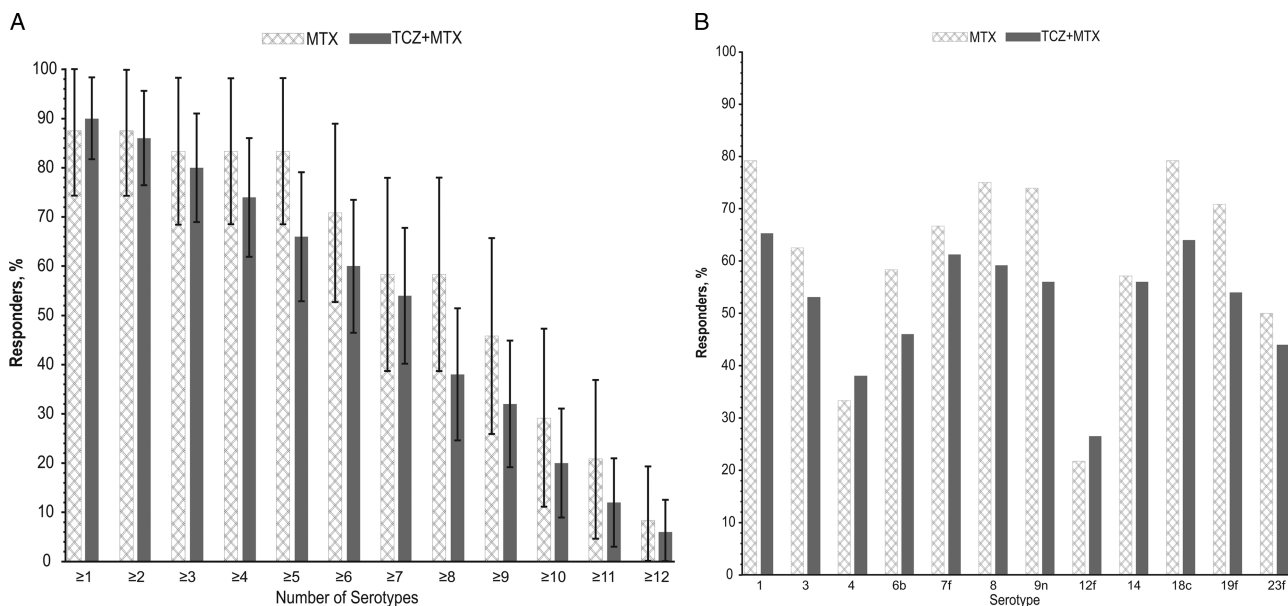 A
MTX TCZ+MTX
Responders, %
100
90
80
70
60
50
40
30
20
10
0
≥1 ≥2 ≥3 ≥4 ≥5 ≥6 ≥7 ≥8 ≥9 ≥10 ≥11 ≥12
Number of Serotypes
B
MTX TCZ+MTX
Responders, %
100
90
80
70
60
50
40
30
20
10
0
1 3 4 6b 7f 8 9n 12f 14 18c 19f 23f
Serotype